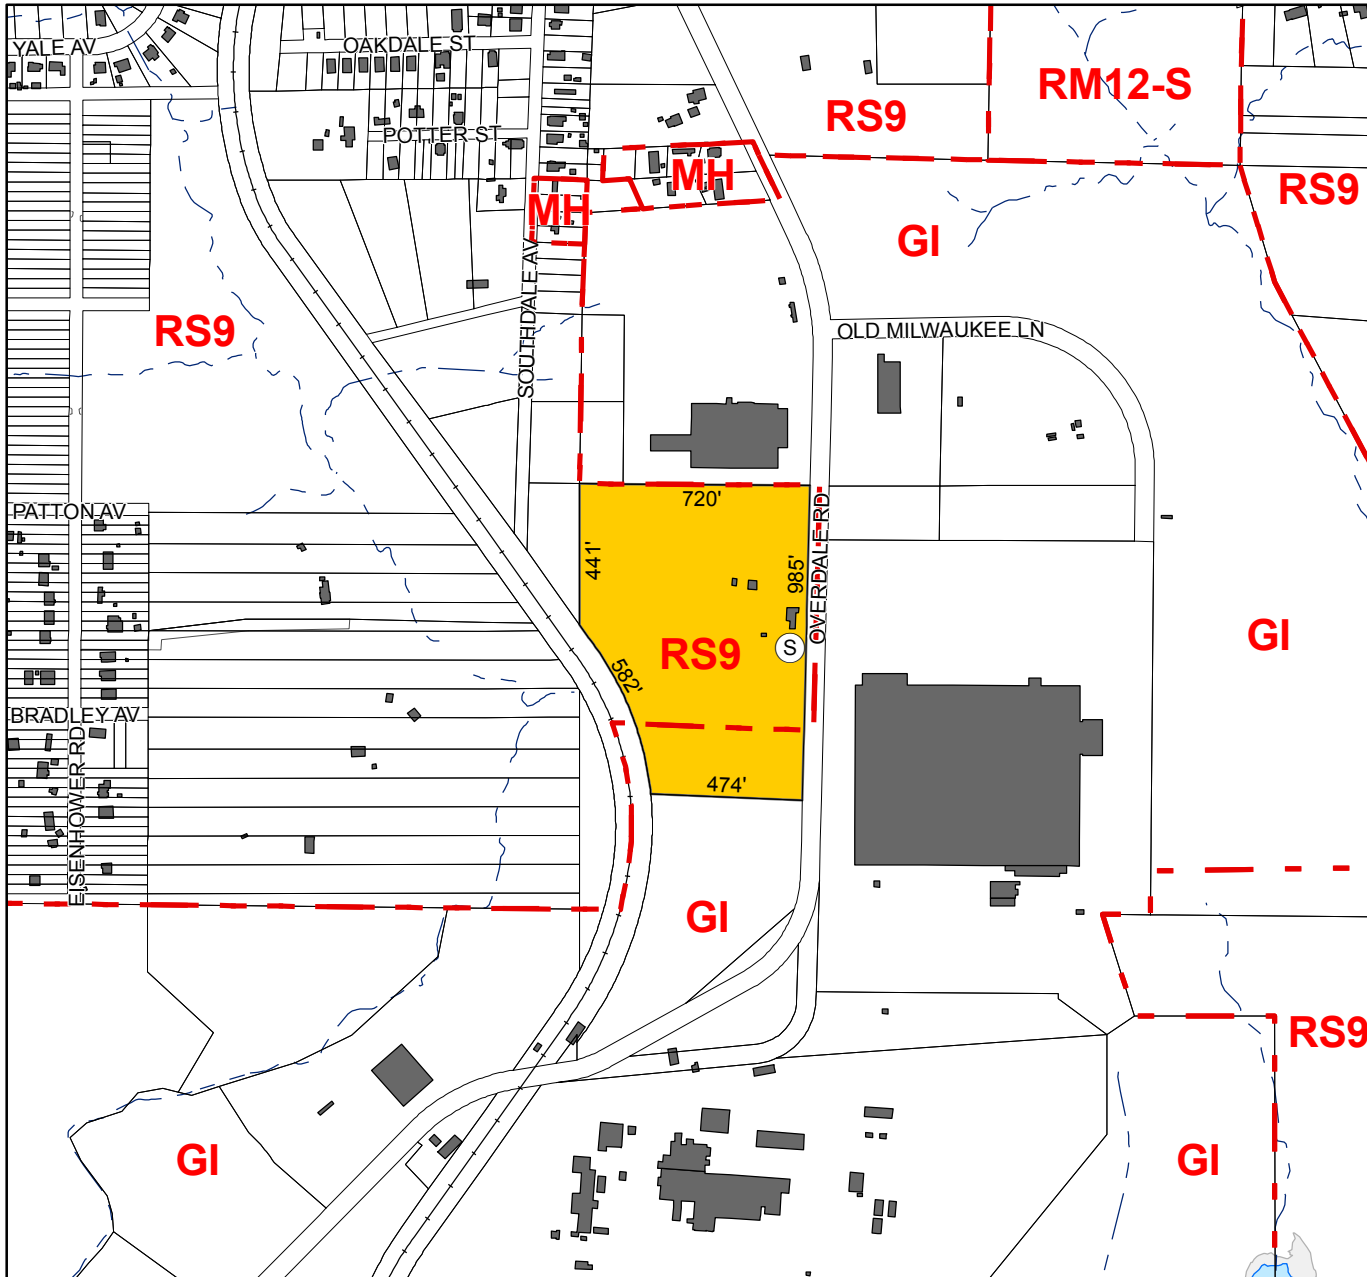 YALE AV
OAKDALE ST
RM12-S
RS9
POTTER ST
MH
MH
RS9
GI
RS9
SOUTHDALE AV
OLD MILWAUKEE LN
PATTON AV
720'
441'
985'
OVERDALE RD
RS9
S
582'
GI
BRADLEY AV
EISENHOWER RD
474'
GI
RS9
GI
GI